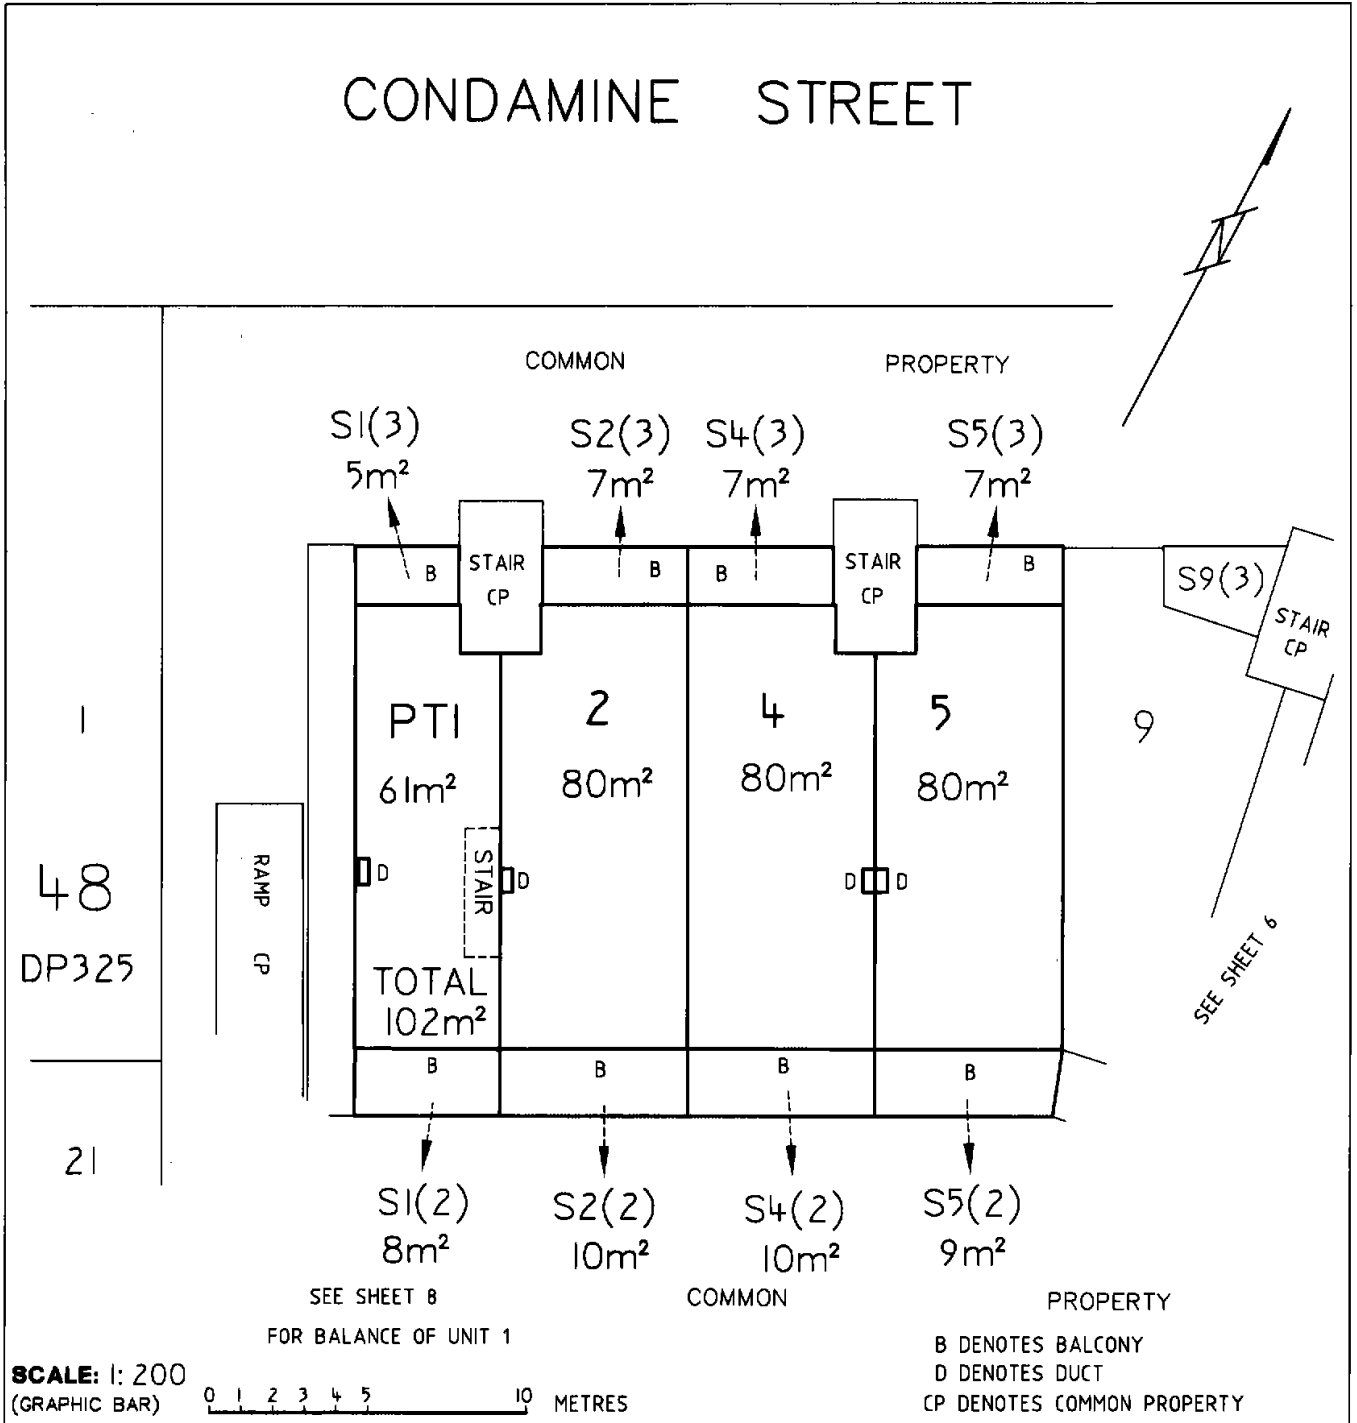 CONDAMINE STREET
N
COMMON PROPERTY
S1(3)
5m²
S2(3)
7m²
S4(3)
7m²
S5(3)
7m²
B
STAIR
CP
B
B
STAIR
CP
B
S9(3)
STAIR
CP
1
PT1
61m²
2
80m²
4
80m²
5
80m²
9
48
DP325
RAMP CP
D
STAIR
D
D
D
TOTAL
102m²
SEE SHEET 6
B
B
B
B
21
S1(2)
8m²
S2(2)
10m²
S4(2)
10m²
S5(2)
9m²
SEE SHEET 8
FOR BALANCE OF UNIT 1
COMMON PROPERTY
B DENOTES BALCONY
D DENOTES DUCT
CP DENOTES COMMON PROPERTY
SCALE: 1:200
(GRAPHIC BAR)
0 1 2 3 4 5 10 METRES